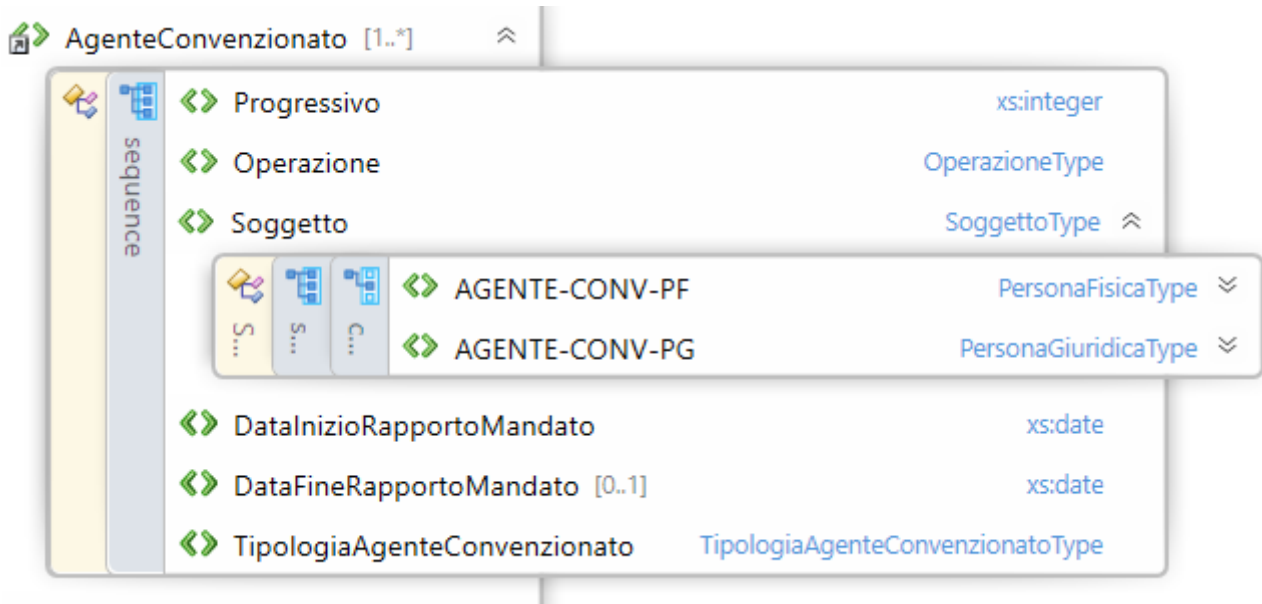 AgenteConvenzionato [1..*]
Progressivo xs:integer
sequence
Operazione OperazioneType
Soggetto SoggettoType
S... s... c...
AGENTE-CONV-PF PersonaFisicaType
AGENTE-CONV-PG PersonaGiuridicaType
DataInizioRapportoMandato xs:date
DataFineRapportoMandato [0..1] xs:date
TipologiaAgenteConvenzionato TipologiaAgenteConvenzionatoType